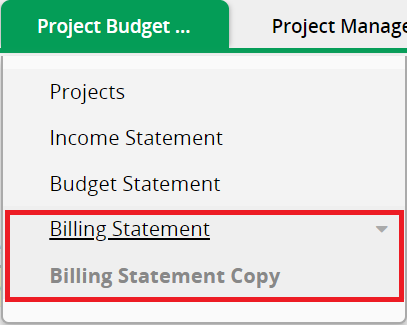 Project Budget ...
Project Manage
Projects
Income Statement
Budget Statement
Billing Statement
Billing Statement Copy